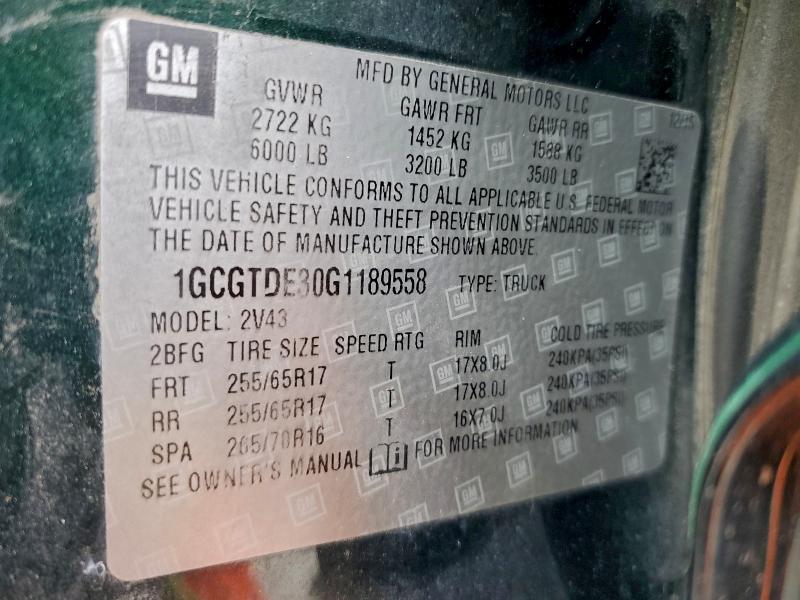 GM
MFD BY GENERAL MOTORS LLC
12/15
GVWR GAWR FRT GAWR RR
2722 KG 1452 KG 1588 KG
6000 LB 3200 LB 3500 LB
THIS VEHICLE CONFORMS TO ALL APPLICABLE U.S. FEDERAL MOTOR
VEHICLE SAFETY AND THEFT PREVENTION STANDARDS IN EFFECT ON
THE DATE OF MANUFACTURE SHOWN ABOVE.
1GCGTDE30G1189558 TYPE: TRUCK
MODEL: 2V43
2BFG TIRE SIZE SPEED RTG RIM COLD TIRE PRESSURE
FRT 255/65R17 T 17X8.0J 240KPA(35PSI)
RR 255/65R17 T 17X8.0J 240KPA(35PSI)
SPA 265/70R16 T 16X7.0J 240KPA(35PSI)
SEE OWNER'S MANUAL i FOR MORE INFORMATION